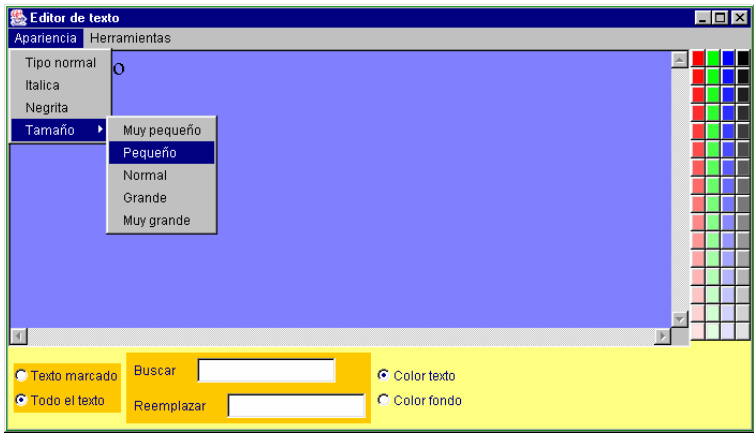 Editor de texto
Apariencia Herramientas
Tipo normal
Italica
Negrita
Tamaño
Muy pequeño
Pequeño
Normal
Grande
Muy grande
o
Texto marcado
Todo el texto
Buscar
Reemplazar
Color texto
Color fondo